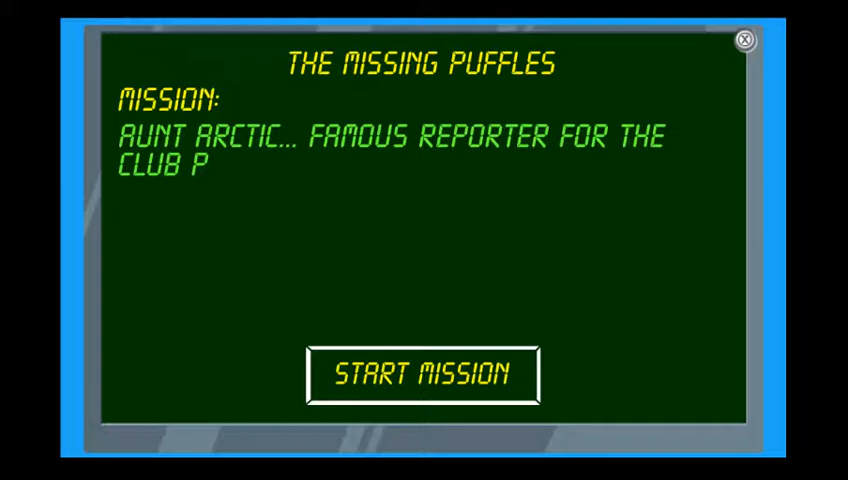 THE MISSING PUFFLES
MISSION:
AUNT ARCTIC... FAMOUS REPORTER FOR THE
CLUB P
START MISSION